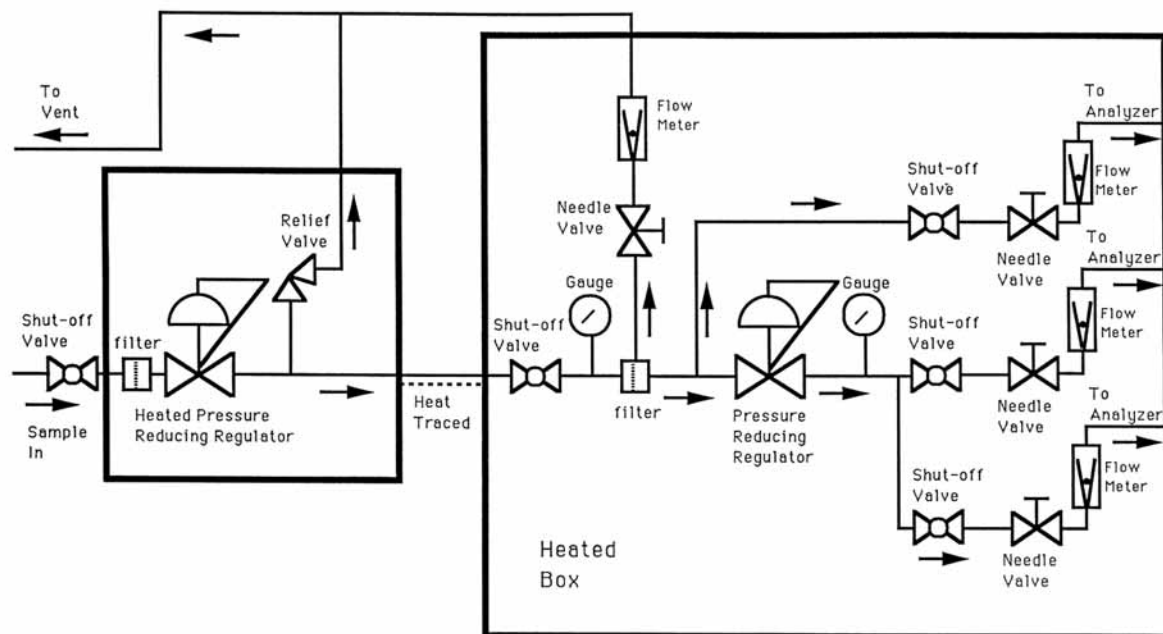 To
Vent
Shut-off
Valve
filter
Sample
In
Heated Pressure
Reducing Regulator
Relief
Valve
Heat
Traced
Shut-off
Valve
Gauge
Needle
Valve
Flow
Meter
filter
Pressure
Reducing
Regulator
Gauge
Shut-off
Valve
Needle
Valve
Flow
Meter
To
Analyzer
Shut-off
Valve
Needle
Valve
Flow
Meter
To
Analyzer
Shut-off
Valve
Needle
Valve
Flow
Meter
To
Analyzer
Heated
Box